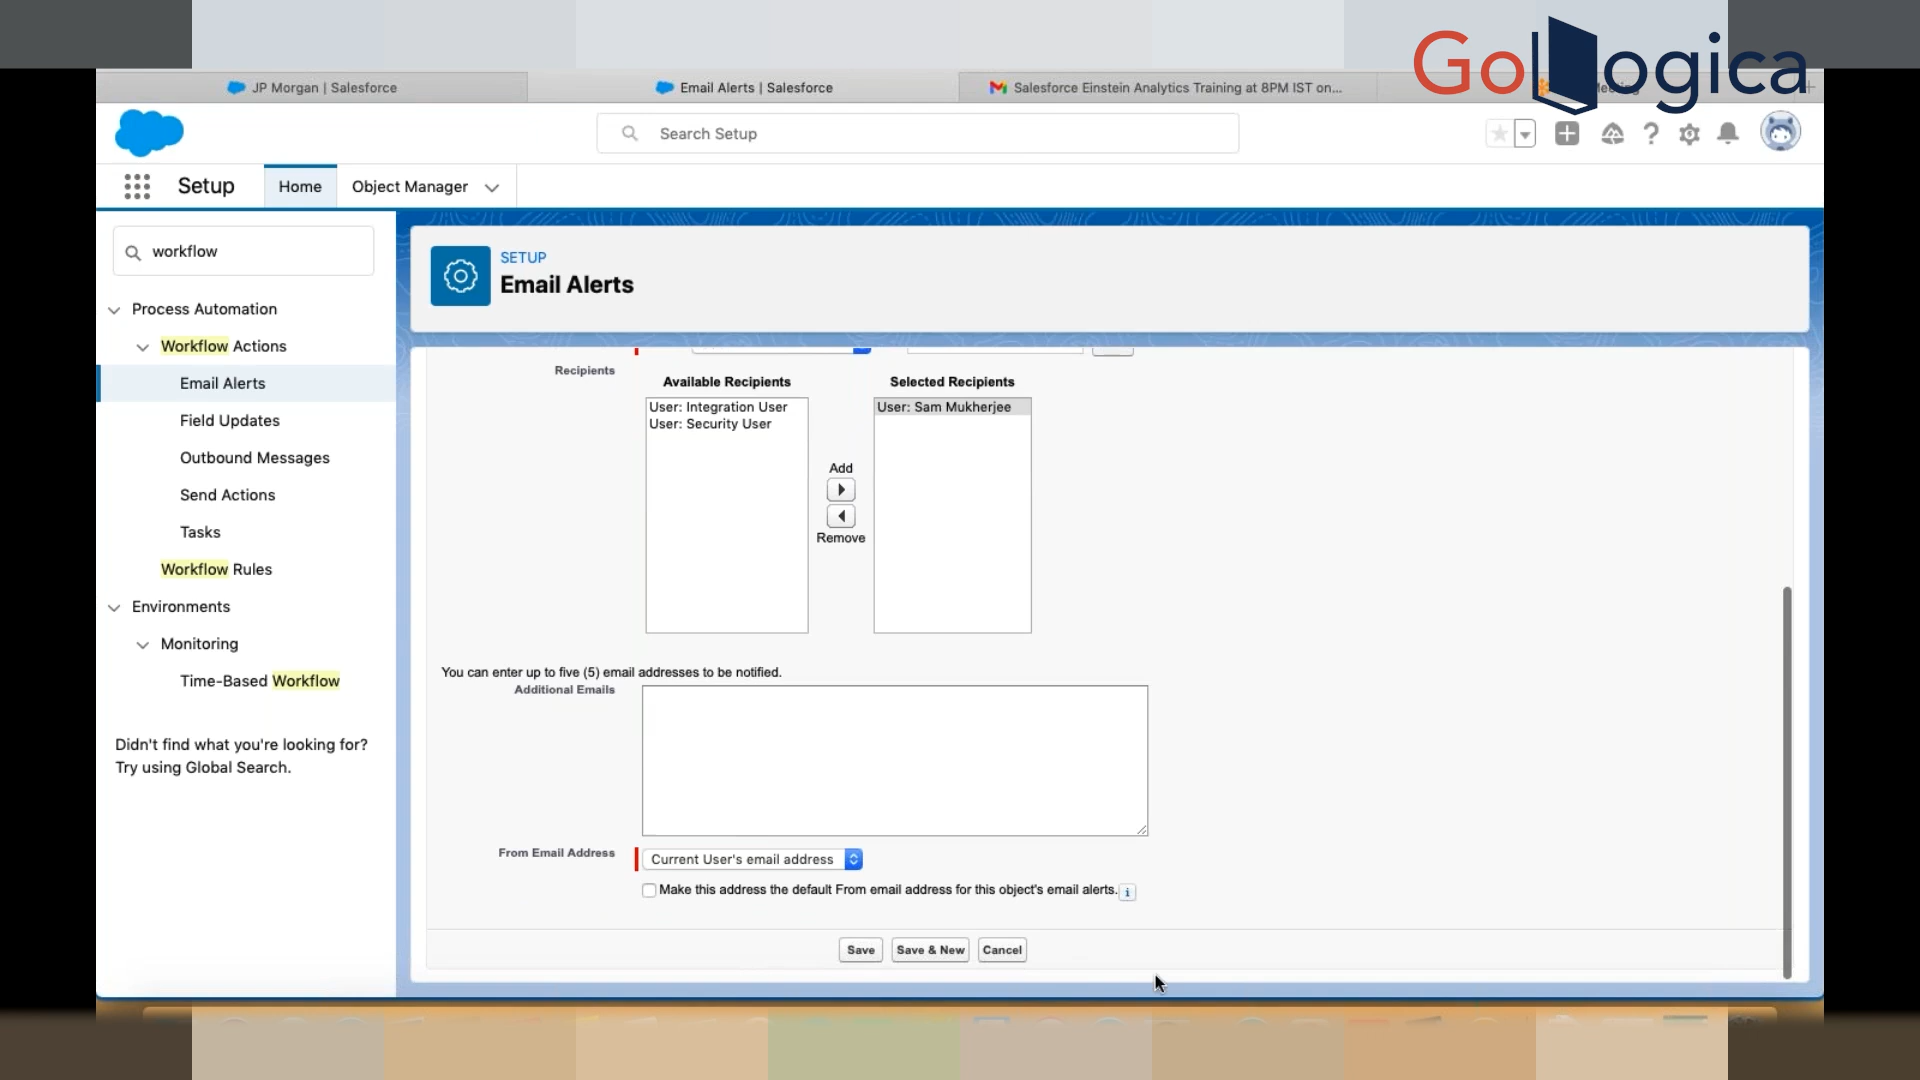 GoLogica
JP Morgan | Salesforce
Email Alerts | Salesforce
Salesforce Einstein Analytics Training at 8PM IST on...
Search Setup
Setup
Home
Object Manager
workflow
Process Automation
Workflow Actions
Email Alerts
Field Updates
Outbound Messages
Send Actions
Tasks
Workflow Rules
Environments
Monitoring
Time-Based Workflow
Didn't find what you're looking for?
Try using Global Search.
SETUP
Email Alerts
Recipients
Available Recipients
Selected Recipients
User: Integration User
User: Security User
User: Sam Mukherjee
Add
Remove
You can enter up to five (5) email addresses to be notified.
Additional Emails
From Email Address
Current User's email address
Make this address the default From email address for this object's email alerts.
i
Save
Save & New
Cancel